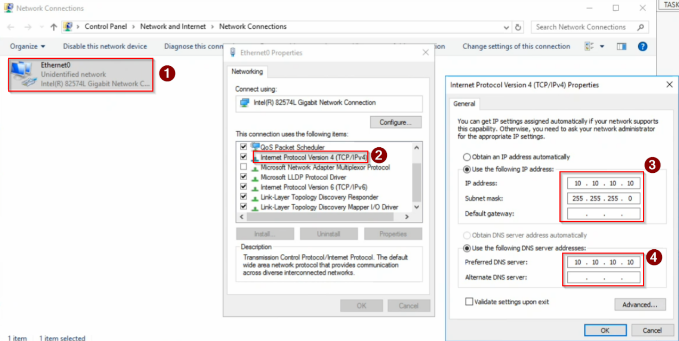 Network Connections
TASK
Control Panel > Network and Internet > Network Connections
Search Network Connections
Organize
Disable this network device
Diagnose this conn
ion
Change settings of this connection
Ethernet0
Unidentified network
Intel(R) 82574L Gigabit Network C...
1
Ethernet0 Properties
Networking
Connect using:
Intel(R) 82574L Gigabit Network Connection
Configure...
This connection uses the following items:
QoS Packet Scheduler
Internet Protocol Version 4 (TCP/IPv4)
2
Microsoft Network Adapter Multiplexor Protocol
Microsoft LLDP Protocol Driver
Internet Protocol Version 6 (TCP/IPv6)
Link-Layer Topology Discovery Responder
Link-Layer Topology Discovery Mapper I/O Driver
Install...
Uninstall
Properties
Description
Transmission Control Protocol/Internet Protocol. The default
wide area network protocol that provides communication
across diverse interconnected networks.
OK
Cancel
Internet Protocol Version 4 (TCP/IPv4) Properties
General
You can get IP settings assigned automatically if your network supports
this capability. Otherwise, you need to ask your network administrator
for the appropriate IP settings.
Obtain an IP address automatically
Use the following IP address:
3
IP address:
10 . 10 . 10 . 10
Subnet mask:
255 . 255 . 255 . 0
Default gateway:
. . .
Obtain DNS server address automatically
Use the following DNS server addresses:
Preferred DNS server:
10 . 10 . 10 . 10
4
Alternate DNS server:
. . .
Validate settings upon exit
Advanced...
OK
Cancel
1 item
1 item selected